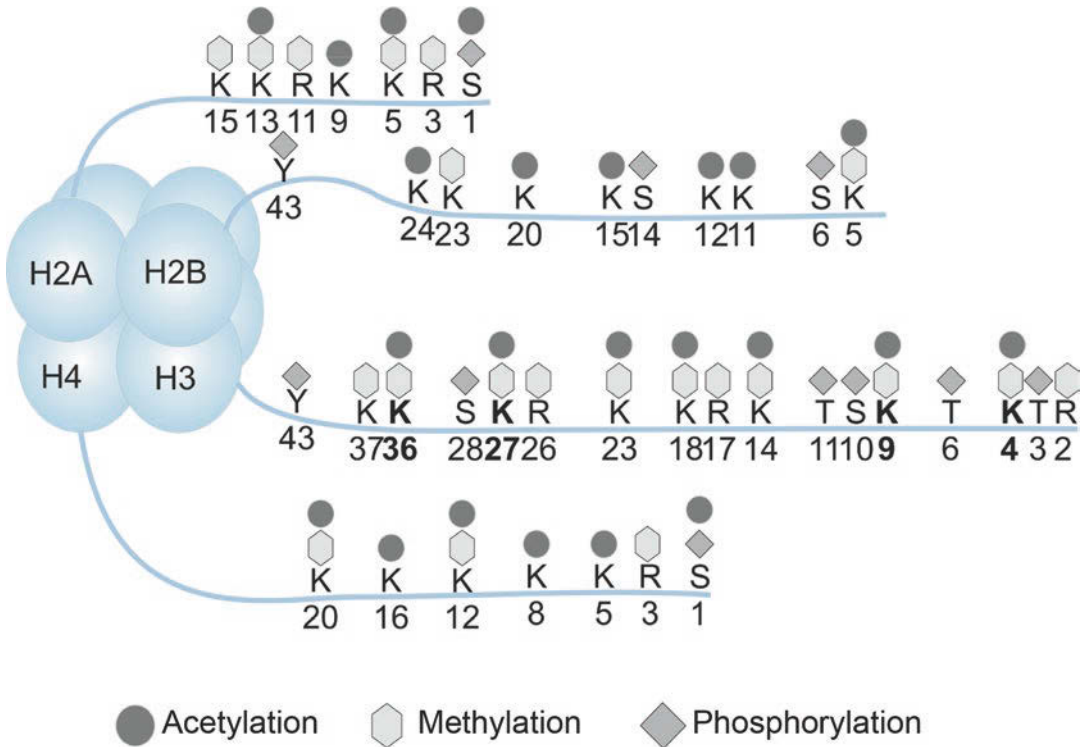 K K R K K R S
15 13 11 9 5 3 1
Y
43
K K K K S K K S K
24 23 20 15 14 12 11 6 5
H2A H2B
H4 H3
Y K K S K R K K R K T S K T K T R
43 37 36 28 27 26 23 18 17 14 11 10 9 6 4 3 2
K K K K K R S
20 16 12 8 5 3 1
Acetylation Methylation Phosphorylation